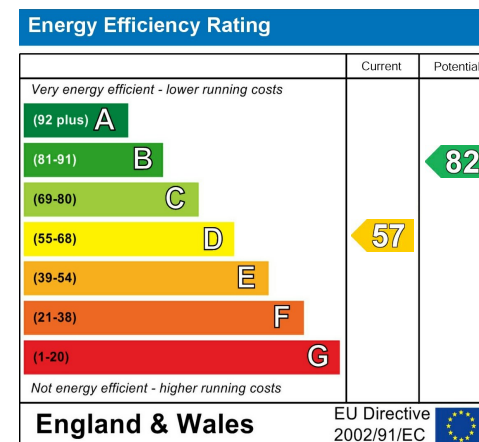 Energy Efficiency Rating
Current Potential
Very energy efficient - lower running costs
(92 plus) A
(81-91) B
82
(69-80) C
(55-68) D
57
(39-54) E
(21-38) F
(1-20) G
Not energy efficient - higher running costs
England & Wales
EU Directive
2002/91/EC